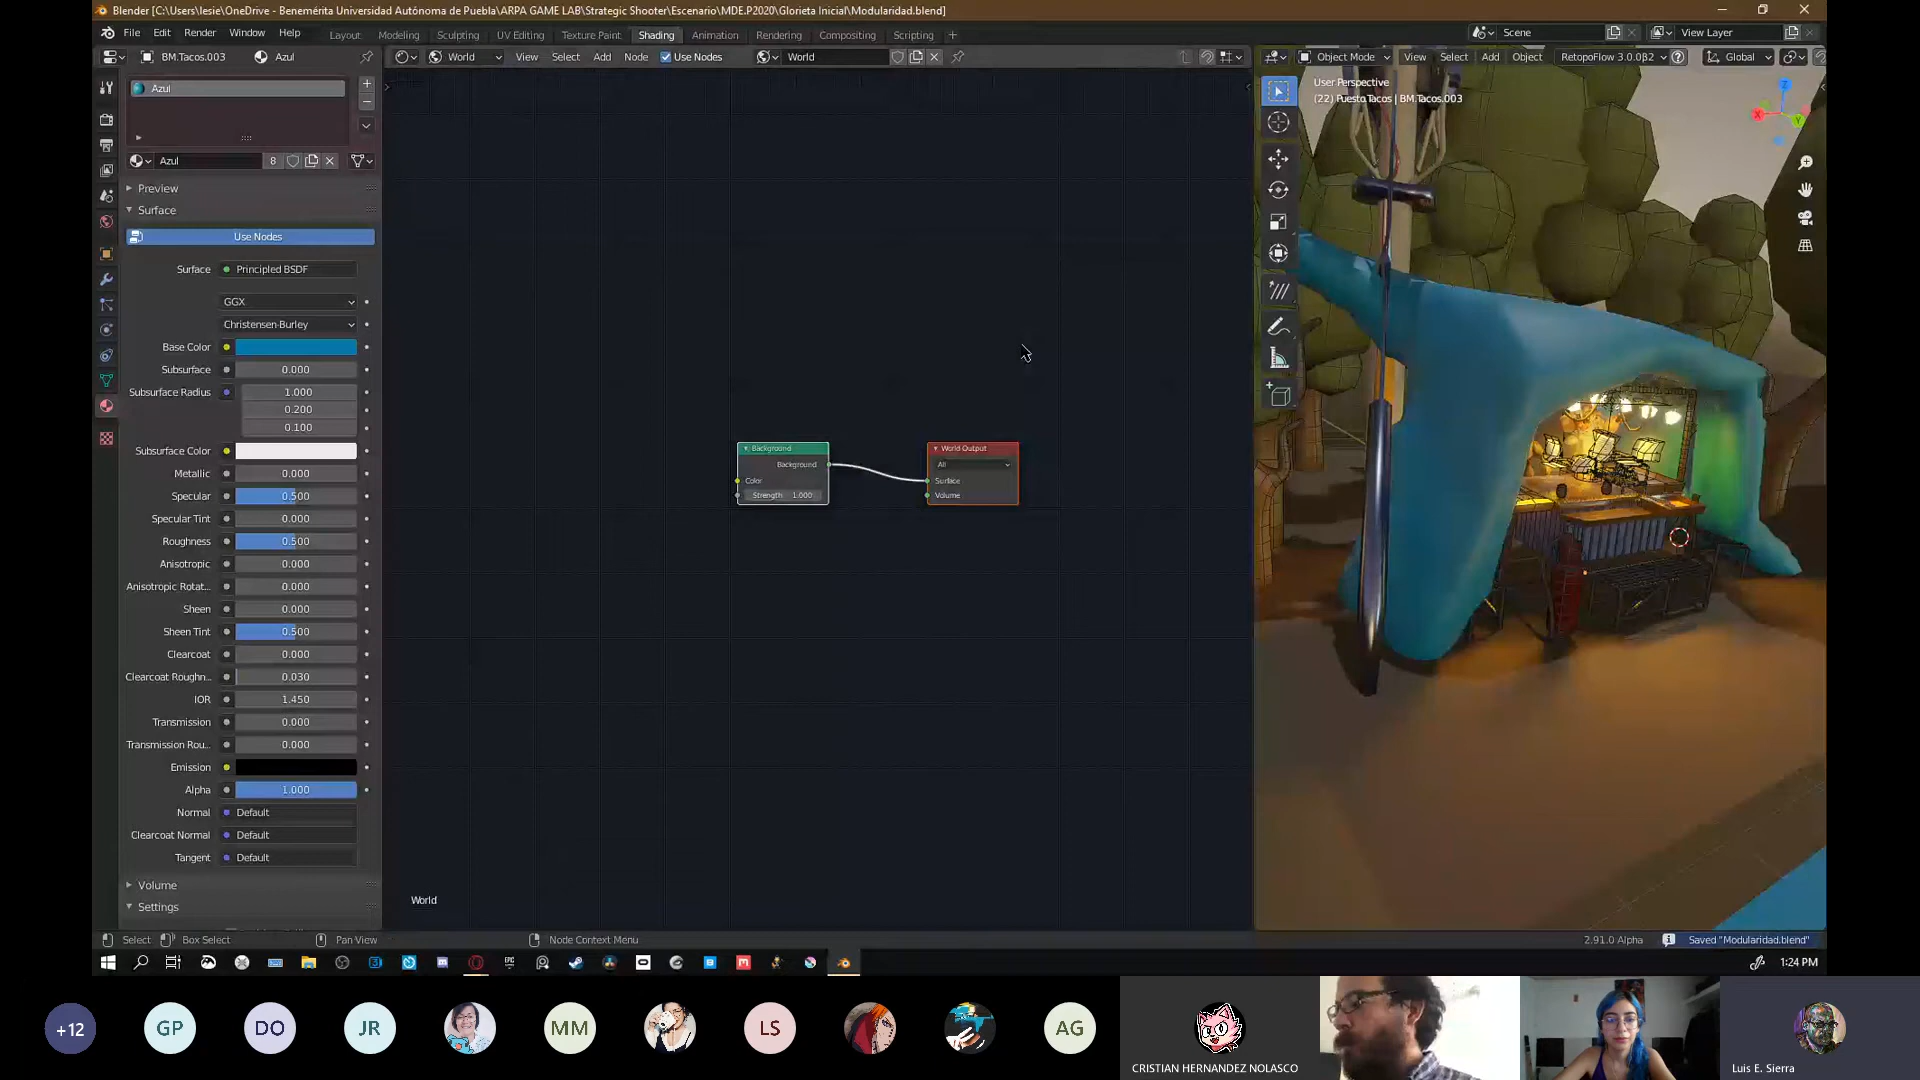 Blender [C:\Users\lesie\OneDrive - Benemérita Universidad Autónoma de Puebla\ARPA GAME LAB\Strategic Shooter\Escenario\MDE.P2020\Glorieta Inicial\Modularidad.blend]
File Edit Render Window Help
Layout Modeling Sculpting UV Editing Texture Paint Shading Animation Rendering Compositing Scripting
Scene
View Layer
BM.Tacos.003
Azul
World
View Select Add Node Use Nodes
World
Object Mode
View Select Add Object
RetopoFlow 3.0.0β2
Global
Azul
Azul
8
Preview
Surface
Use Nodes
Surface Principled BSDF
GGX
Christensen-Burley
Base Color
Subsurface 0.000
Subsurface Radius 1.000
0.200
0.100
Subsurface Color
Metallic 0.000
Specular 0.500
Specular Tint 0.000
Roughness 0.500
Anisotropic 0.000
Anisotropic Rotat... 0.000
Sheen 0.000
Sheen Tint 0.500
Clearcoat 0.000
Clearcoat Roughn... 0.030
IOR 1.450
Transmission 0.000
Transmission Rou... 0.000
Emission
Alpha 1.000
Normal Default
Clearcoat Normal Default
Tangent Default
Volume
Settings
Background
Background
Color
Strength 1.000
World Output
All
Surface
Volume
World
User Perspective
(22) PuestoTacos | BM.Tacos.003
X
Y
Z
Select
Box Select
Pan View
Node Context Menu
2.91.0 Alpha
Saved "Modularidad.blend"
1:24 PM
+12
GP
DO
JR
MM
LS
AG
CRISTIAN HERNANDEZ NOLASCO
Luis E. Sierra